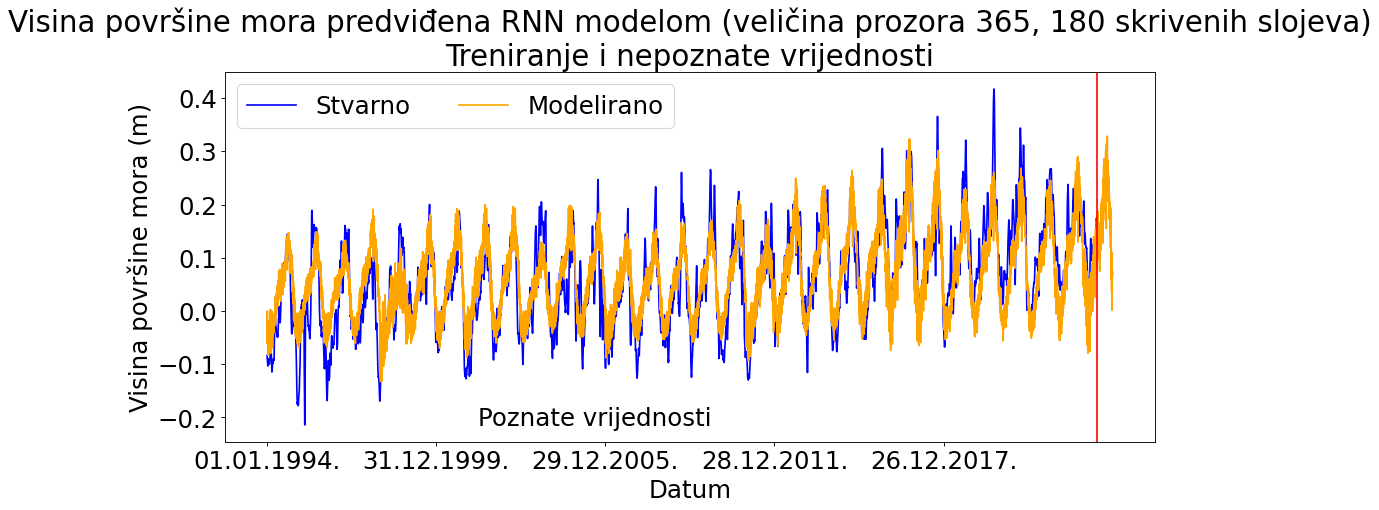 Visina površine mora predviđena RNN modelom (veličina prozora 365, 180 skrivenih slojeva)
Treniranje i nepoznate vrijednosti
Stvarno Modelirano
Visina površine mora (m)
0.4
0.3
0.2
0.1
0.0
−0.1
−0.2
Poznate vrijednosti
01.01.1994. 31.12.1999. 29.12.2005. 28.12.2011. 26.12.2017.
Datum